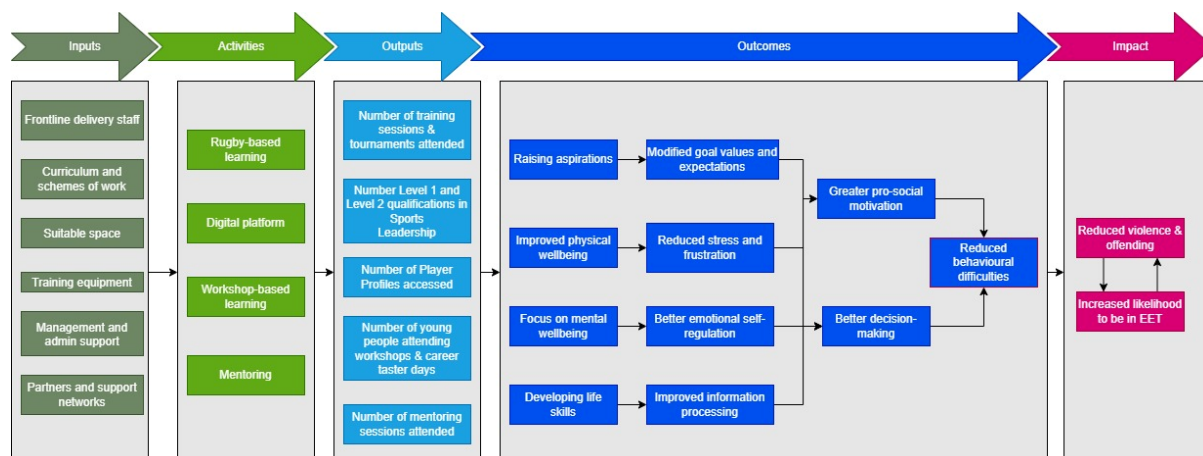 Inputs
Activities
Outputs
Outcomes
Impact
Frontline delivery staff
Curriculum and
schemes of work
Suitable space
Training equipment
Management and
admin support
Partners and support
networks
Rugby-based
learning
Digital platform
Workshop-based
learning
Mentoring
Number of training
sessions &
tournaments attended
Number Level 1 and
Level 2 qualifications in
Sports
Leadership
Number of Player
Profiles accessed
Number of young
people attending
workshops & career
taster days
Number of mentoring
sessions attended
Raising aspirations
Modified goal values and
expectations
Improved physical
wellbeing
Reduced stress and
frustration
Focus on mental
wellbeing
Better emotional self-
regulation
Developing life
skills
Improved information
processing
Greater pro-social
motivation
Better decision-
making
Reduced
behavioural
difficulties
Reduced violence &
offending
Increased likelihood
to be in EET